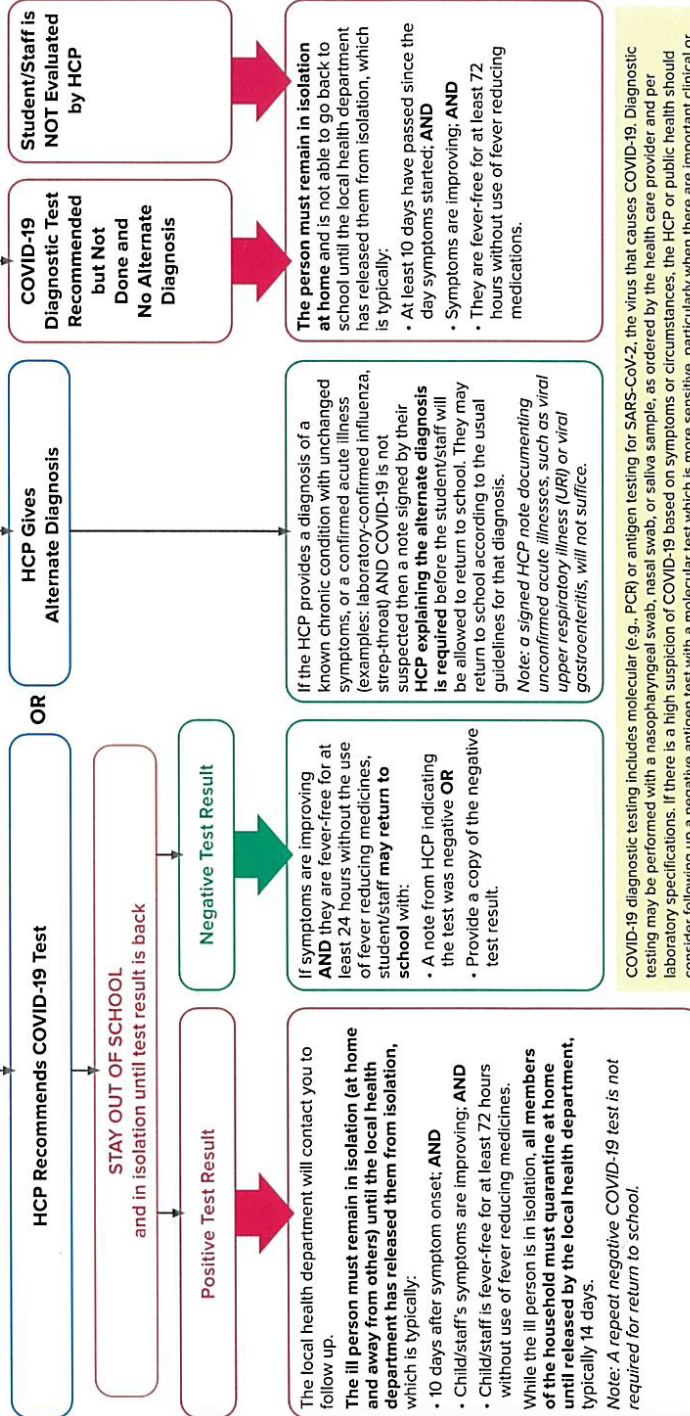 HCP Recommends COVID-19 Test
OR
HCP Gives
Alternate Diagnosis
COVID-19
Diagnostic Test
Recommended
but Not
Done and
No Alternate
Diagnosis
Student/Staff is
NOT Evaluated
by HCP
STAY OUT OF SCHOOL
and in isolation until test result is back
Positive Test Result
Negative Test Result
The local health department will contact you to
follow up.
The ill person must remain in isolation (at home
and away from others) until the local health
department has released them from isolation,
which is typically:
• 10 days after symptom onset; AND
• Child/staff's symptoms are improving; AND
• Child/staff is fever-free for at least 72 hours
without use of fever reducing medicines.
While the ill person is in isolation, all members
of the household must quarantine at home
until released by the local health department,
typically 14 days.
Note: A repeat negative COVID-19 test is not
required for return to school.
If symptoms are improving
AND they are fever-free for at
least 24 hours without the use
of fever reducing medicines,
student/staff may return to
school with:
• A note from HCP indicating
the test was negative OR
• Provide a copy of the negative
test result.
If the HCP provides a diagnosis of a
known chronic condition with unchanged
symptoms, or a confirmed acute illness
(examples: laboratory-confirmed influenza,
strep-throat) AND COVID-19 is not
suspected then a note signed by their
HCP explaining the alternate diagnosis
is required before the student/staff will
be allowed to return to school. They may
return to school according to the usual
guidelines for that diagnosis.
Note: a signed HCP note documenting
unconfirmed acute illnesses, such as viral
upper respiratory illness (URI) or viral
gastroenteritis, will not suffice.
The person must remain in isolation
at home and is not able to go back to
school until the local health department
has released them from isolation, which
is typically:
• At least 10 days have passed since the
day symptoms started; AND
• Symptoms are improving; AND
• They are fever-free for at least 72
hours without use of fever reducing
medications.
COVID-19 diagnostic testing includes molecular (e.g., PCR) or antigen testing for SARS-CoV-2, the virus that causes COVID-19. Diagnostic
testing may be performed with a nasopharyngeal swab, nasal swab, or saliva sample, as ordered by the health care provider and per
laboratory specifications. If there is a high suspicion of COVID-19 based on symptoms or circumstances, the HCP or public health should
consider following up a negative antigen test with a molecular test which is more sensitive, particularly when there are important clinical or